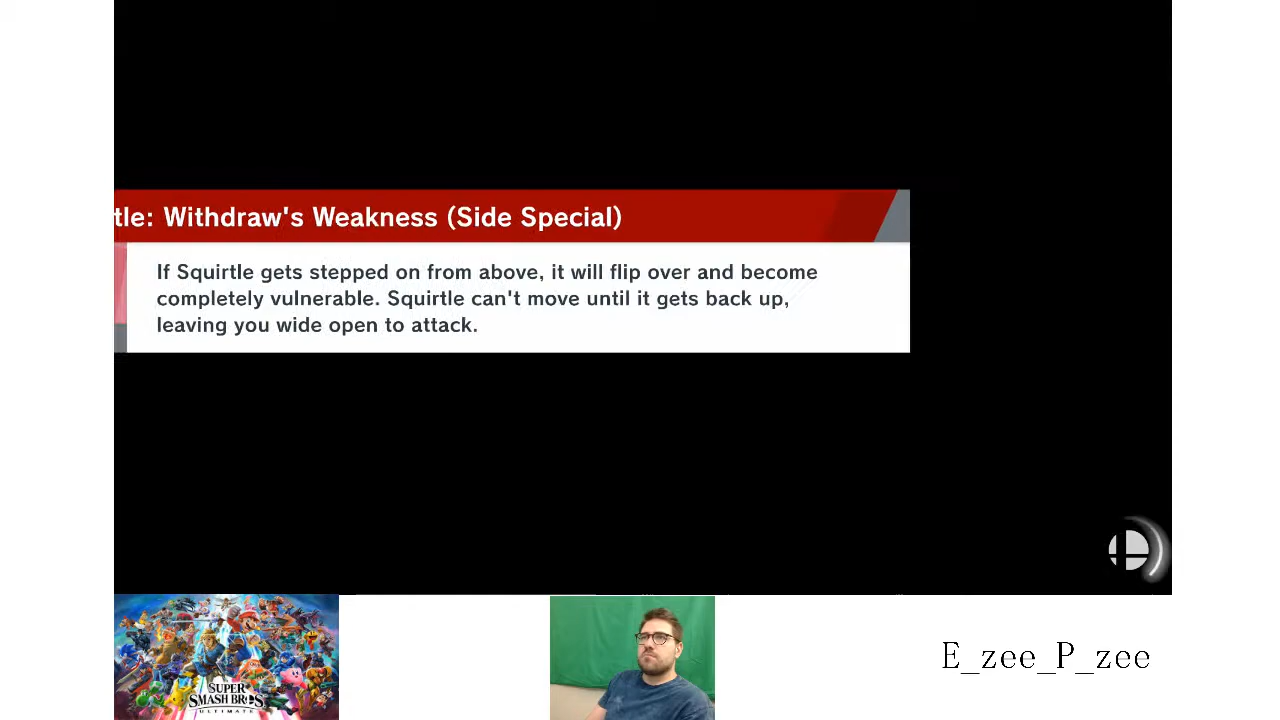 tle: Withdraw's Weakness (Side Special)
If Squirtle gets stepped on from above, it will flip over and become
completely vulnerable. Squirtle can't move until it gets back up,
leaving you wide open to attack.
SUPER
SMASH BROS.
ULTIMATE
E_zee_P_zee